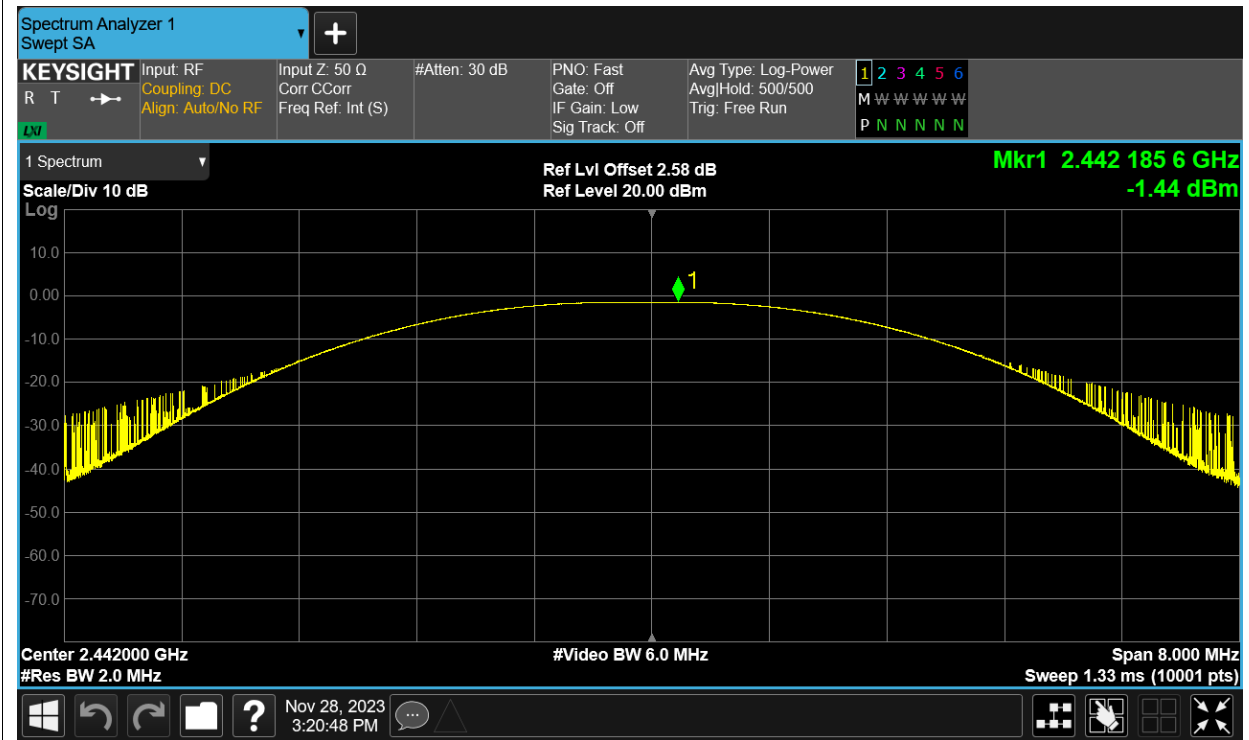 Spectrum Analyzer 1
Swept SA
KEYSIGHT
R T
LXI
Input: RF
Coupling: DC
Align: Auto/No RF
Input Z: 50 Ω
Corr CCorr
Freq Ref: Int (S)
#Atten: 30 dB
PNO: Fast
Gate: Off
IF Gain: Low
Sig Track: Off
Avg Type: Log-Power
Avg|Hold: 500/500
Trig: Free Run
1 2 3 4 5 6
M W W W W W
P N N N N N
1 Spectrum
Scale/Div 10 dB
Ref Lvl Offset 2.58 dB
Ref Level 20.00 dBm
Mkr1 2.442 185 6 GHz
-1.44 dBm
Log
10.0
0.00
-10.0
-20.0
-30.0
-40.0
-50.0
-60.0
-70.0
1
Center 2.442000 GHz
#Res BW 2.0 MHz
#Video BW 6.0 MHz
Span 8.000 MHz
Sweep 1.33 ms (10001 pts)
?
Nov 28, 2023
3:20:48 PM